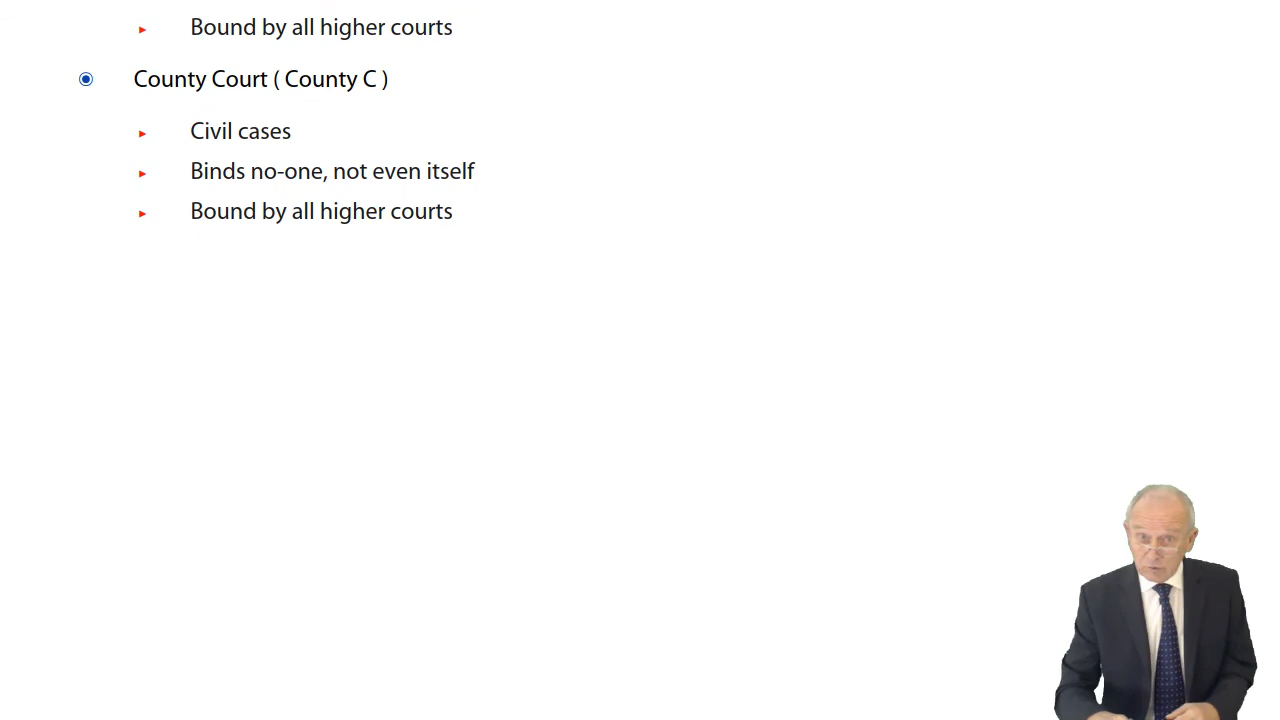 Bound by all higher courts
County Court ( County C )
Civil cases
Binds no-one, not even itself
Bound by all higher courts